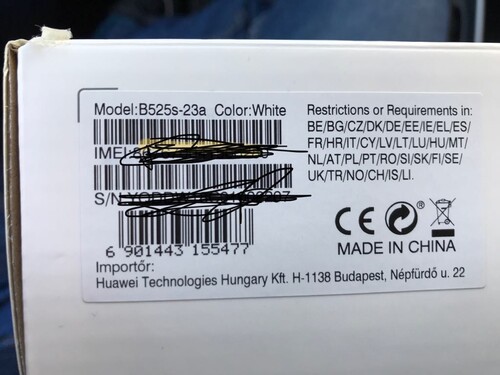 Model:B525s-23a Color:White
IMEI:
S/N:
6 901443 155477
Importőr:
Huawei Technologies Hungary Kft. H-1138 Budapest, Népfürdő u. 22
Restrictions or Requirements in:
BE/BG/CZ/DK/DE/EE/IE/EL/ES/
FR/HR/IT/CY/LV/LT/LU/HU/MT/
NL/AT/PL/PT/RO/SI/SK/FI/SE/
UK/TR/NO/CH/IS/LI.
CE
MADE IN CHINA